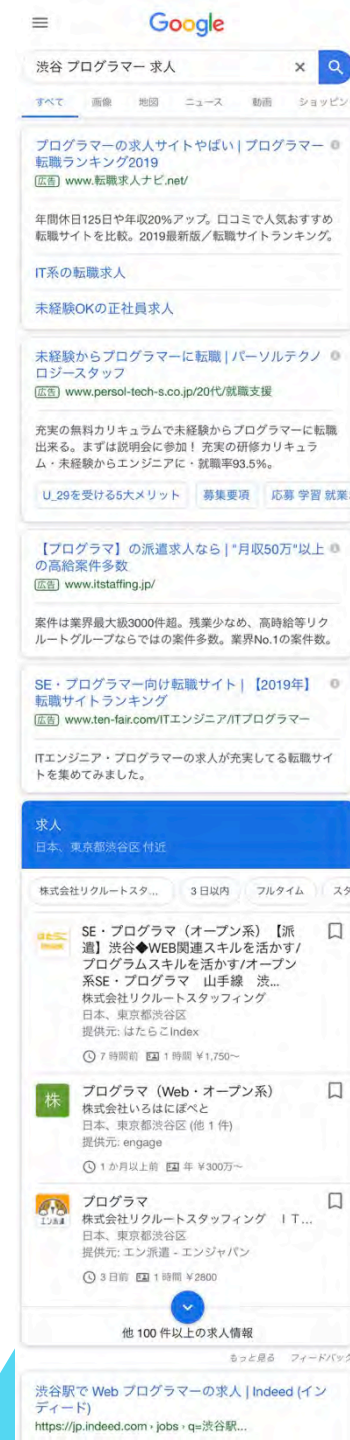 Google
渋谷 プログラマー 求人
すべて 画像 地図 ニュース 動画 ショッピン
プログラマーの求人サイトやばい | プログラマー
転職ランキング2019
広告 www.転職求人ナビ.net/
年間休日125日や年収20%アップ。口コミで人気おすすめ
転職サイトを比較。2019最新版／転職サイトランキング。
IT系の転職求人
未経験OKの正社員求人
未経験からプログラマーに転職 | パーソルテクノ
ロジースタッフ
広告 www.persol-tech-s.co.jp/20代/就職支援
充実の無料カリキュラムで未経験からプログラマーに転職
出来る。まずは説明会に参加！ 充実の研修カリキュラ
ム・未経験からエンジニアに・就職率93.5%。
U_29を受ける5大メリット 募集要項 応募 学習 就業
【プログラマ】の派遣求人なら | "月収50万"以上
の高給案件多数
広告 www.itstaffing.jp/
案件は業界最大級3000件超。残業少なめ、高時給等リク
ルートグループならではの案件多数。業界No.1の案件数。
SE・プログラマー向け転職サイト | 【2019年】
転職サイトランキング
広告 www.ten-fair.com/ITエンジニア/ITプログラマー
ITエンジニア・プログラマーの求人が充実してる転職サイ
トを集めてみました。
求人
日本、東京都渋谷区 付近
株式会社リクルートスタ... 3 日以内 フルタイム スタ
SE・プログラマ（オープン系）【派
遣】渋谷◆WEB関連スキルを活かす/
プログラムスキルを活かす/オープン
系SE・プログラマ 山手線 渋...
株式会社リクルートスタッフィング
日本、東京都渋谷区
提供元: はたらこIndex
7 時間前 1 時間 ¥1,750～
株
プログラマ（Web・オープン系）
株式会社いろはにぽぺと
日本、東京都渋谷区 (他 1 件)
提供元: engage
1 か月以上前 年 ¥300万～
エン派遣
プログラマ
株式会社リクルートスタッフィング ＩＴ...
日本、東京都渋谷区
提供元: エン派遣 - エンジャパン
3 日前 1 時間 ¥2800
他 100 件以上の求人情報
もっと見る フィードバック
渋谷駅で Web プログラマーの求人 | Indeed (イン
ディード)
https://jp.indeed.com › jobs › q=渋谷駅...